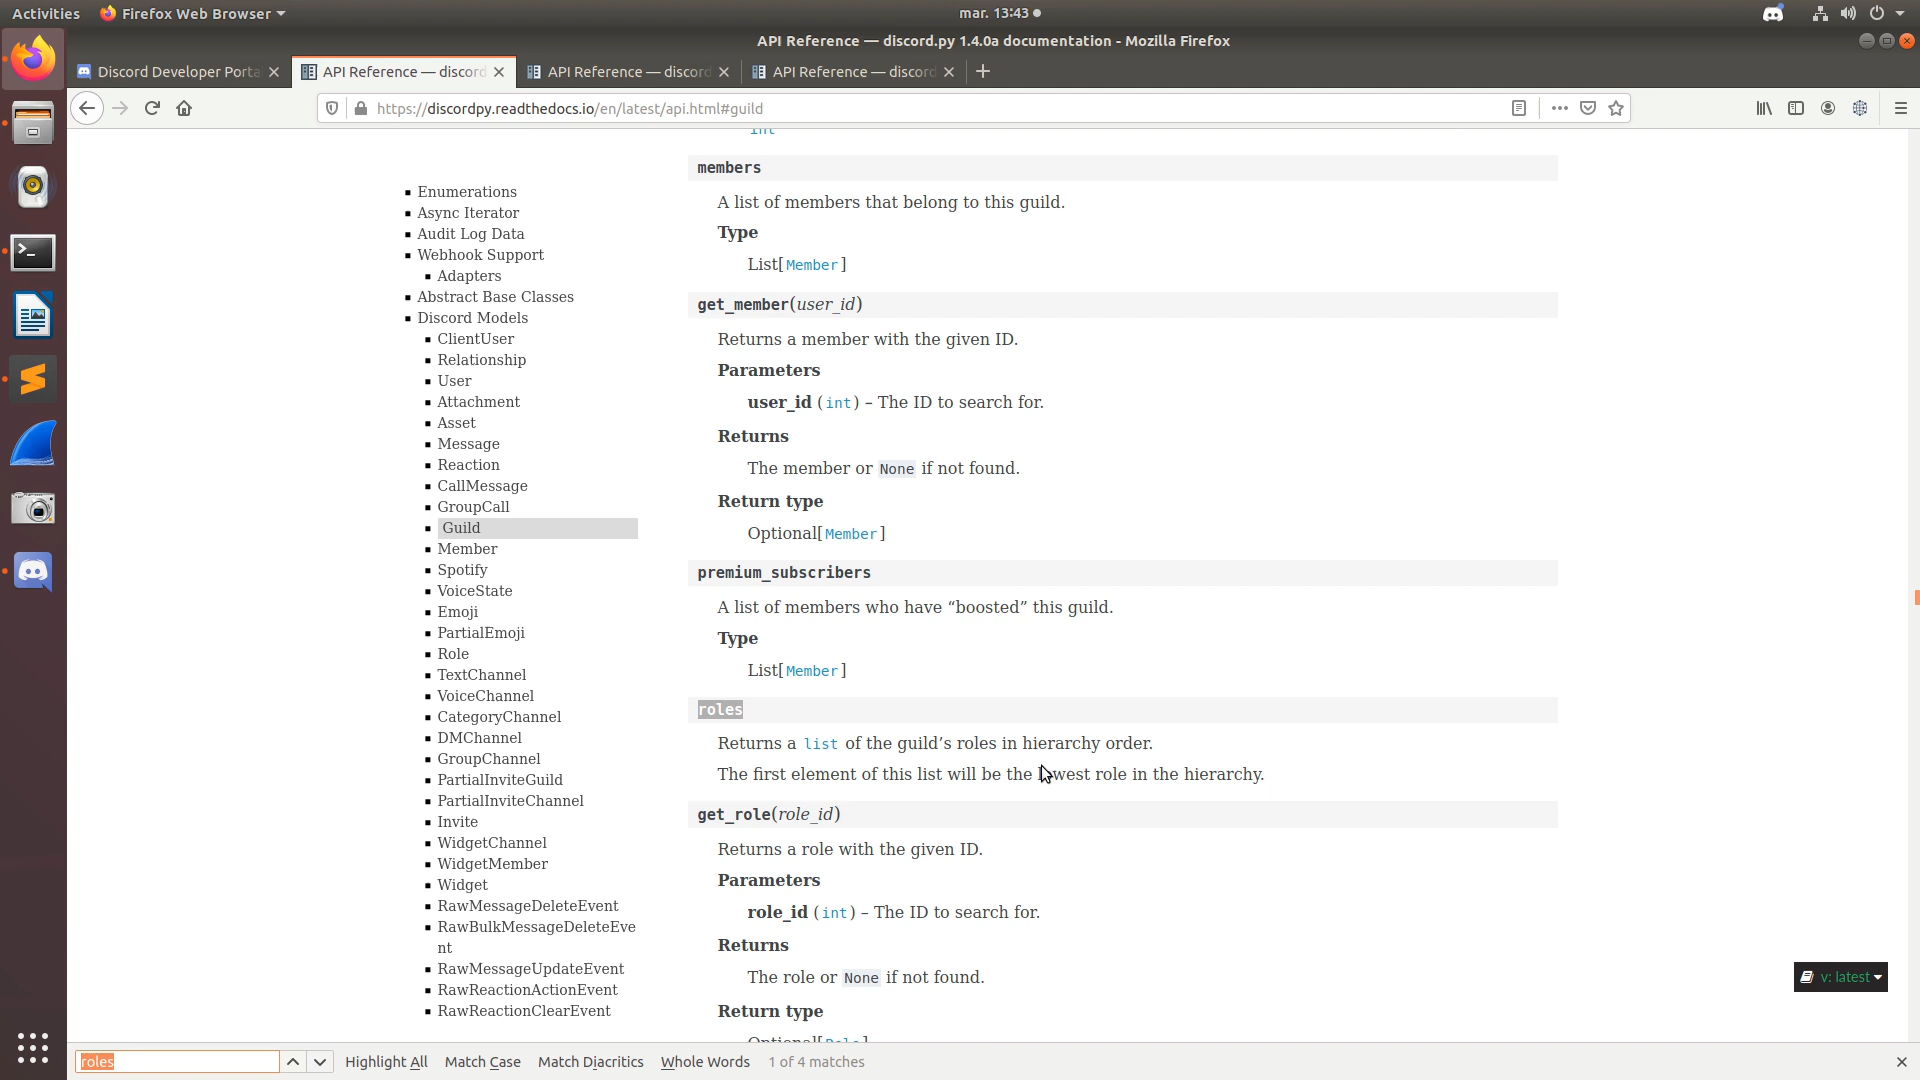 Activities
Firefox Web Browser
mar. 13:43
API Reference — discord.py 1.4.0a documentation - Mozilla Firefox
Discord Developer Porta
API Reference — discord
API Reference — discord
API Reference — discord
https://discordpy.readthedocs.io/en/latest/api.html#guild
Enumerations
Async Iterator
Audit Log Data
Webhook Support
Adapters
Abstract Base Classes
Discord Models
ClientUser
Relationship
User
Attachment
Asset
Message
Reaction
CallMessage
GroupCall
Guild
Member
Spotify
VoiceState
Emoji
PartialEmoji
Role
TextChannel
VoiceChannel
CategoryChannel
DMChannel
GroupChannel
PartialInviteGuild
PartialInviteChannel
Invite
WidgetChannel
WidgetMember
Widget
RawMessageDeleteEvent
RawBulkMessageDeleteEve
nt
RawMessageUpdateEvent
RawReactionActionEvent
RawReactionClearEvent
int
members
A list of members that belong to this guild.
Type
List[Member]
get_member(user_id)
Returns a member with the given ID.
Parameters
user_id (int) – The ID to search for.
Returns
The member or None if not found.
Return type
Optional[Member]
premium_subscribers
A list of members who have “boosted” this guild.
Type
List[Member]
roles
Returns a list of the guild’s roles in hierarchy order.
The first element of this list will be the lowest role in the hierarchy.
get_role(role_id)
Returns a role with the given ID.
Parameters
role_id (int) – The ID to search for.
Returns
The role or None if not found.
Return type
Optional[Role]
v: latest
roles
Highlight All
Match Case
Match Diacritics
Whole Words
1 of 4 matches